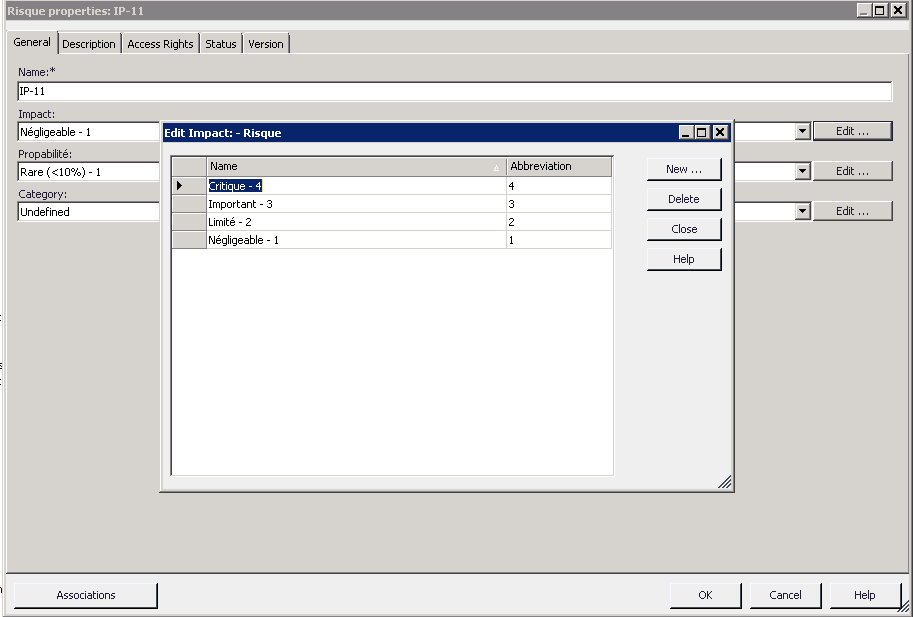 Risque properties: IP-11
General Description Access Rights Status Version
Name:*
IP-11
Impact:
Négligeable - 1
Edit ...
Propabilité:
Rare (<10%) - 1
Edit ...
Category:
Undefined
Edit ...
Edit Impact: - Risque
Name Abbreviation
Critique - 4 4
Important - 3 3
Limité - 2 2
Négligeable - 1 1
New ...
Delete
Close
Help
Associations
OK Cancel Help